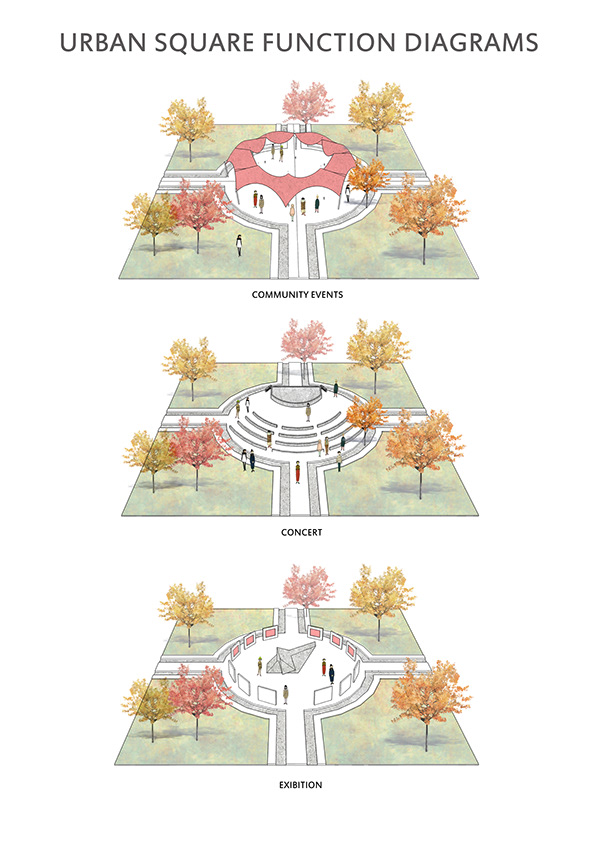 URBAN SQUARE FUNCTION DIAGRAMS
COMMUNITY EVENTS
CONCERT
EXIBITION